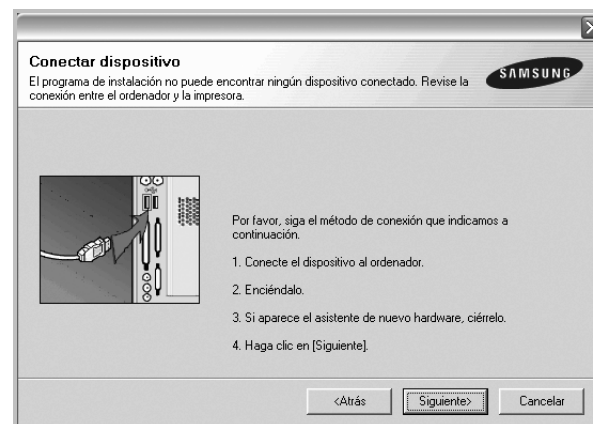 Conectar dispositivo
El programa de instalación no puede encontrar ningún dispositivo conectado. Revise la
conexión entre el ordenador y la impresora.
SAMSUNG
Por favor, siga el método de conexión que indicamos a
continuación.
1. Conecte el dispositivo al ordenador.
2. Enciéndalo.
3. Si aparece el asistente de nuevo hardware, ciérrelo.
4. Haga clic en [Siguiente].
<Atrás
Siguiente>
Cancelar